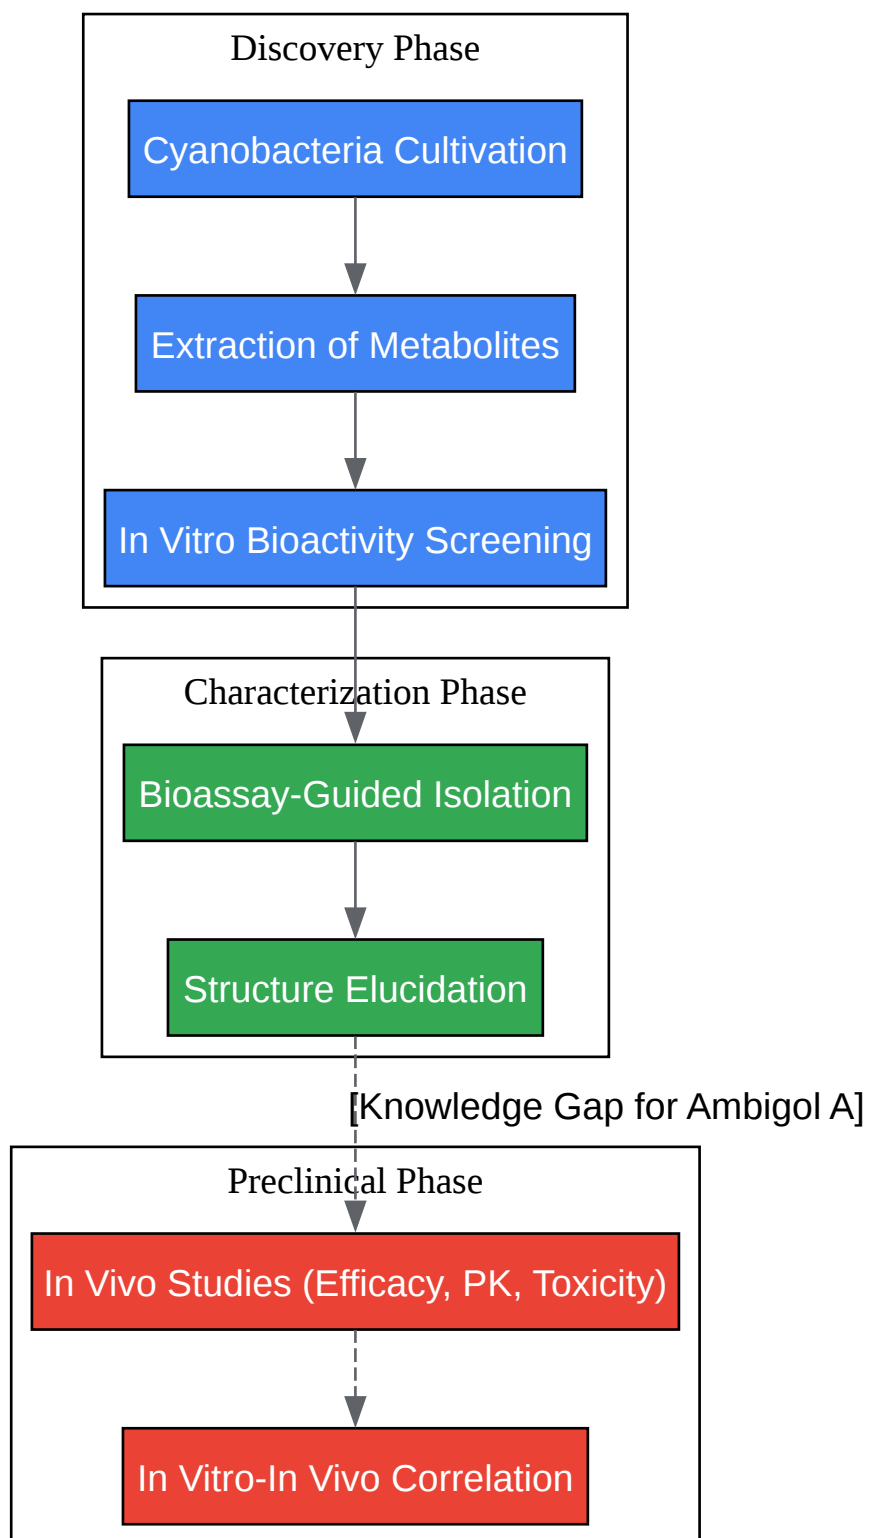 Discovery Phase
Cyanobacteria Cultivation
Extraction of Metabolites
In Vitro Bioactivity Screening
Characterization Phase
Bioassay-Guided Isolation
Structure Elucidation
[Knowledge Gap for Ambigol A]
Preclinical Phase
In Vivo Studies (Efficacy, PK, Toxicity)
In Vitro-In Vivo Correlation